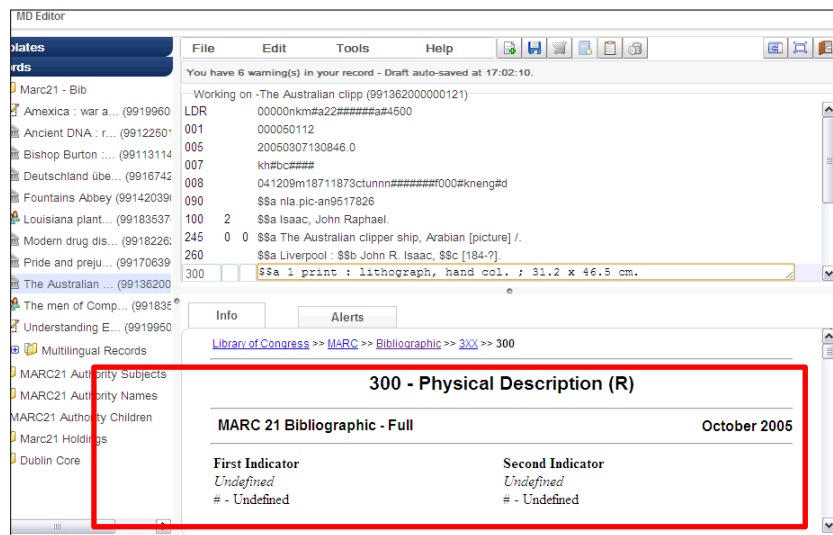 MD Editor
plates
File Edit Tools Help
rds
You have 6 warning(s) in your record - Draft auto-saved at 17:02:10.
Marc21 - Bib
Amexica : war a... (9919960
Ancient DNA : r... (99122501
Bishop Burton :... (99113114
Deutschland übe... (9916742
Fountains Abbey (991420390
Louisiana plant... (99183537
Modern drug dis... (9918226
Pride and preju... (99170639
The Australian ... (99136200
The men of Comp... (991835
Understanding E... (9919950
Multilingual Records
MARC21 Authority Subjects
MARC21 Authority Names
MARC21 Authority Children
Marc21 Holdings
Dublin Core
Working on -The Australian clipp (991362000000121)
LDR 00000nkm#a22######a#4500
001 000050112
005 20050307130846.0
007 kh#bc####
008 041209m18711873ctunnn#######f000#kneng#d
090 $$a nla.pic-an9517826
100 2 $$a Isaac, John Raphael.
245 0 0 $$a The Australian clipper ship, Arabian [picture] /.
260 $$a Liverpool : $$b John R. Isaac, $$c [184-?].
300 $$a 1 print : lithograph, hand col. ; 31.2 x 46.5 cm.
Info Alerts
Library of Congress >> MARC >> Bibliographic >> 3XX >> 300
300 - Physical Description (R)
MARC 21 Bibliographic - Full October 2005
First Indicator Second Indicator
Undefined Undefined
# - Undefined # - Undefined